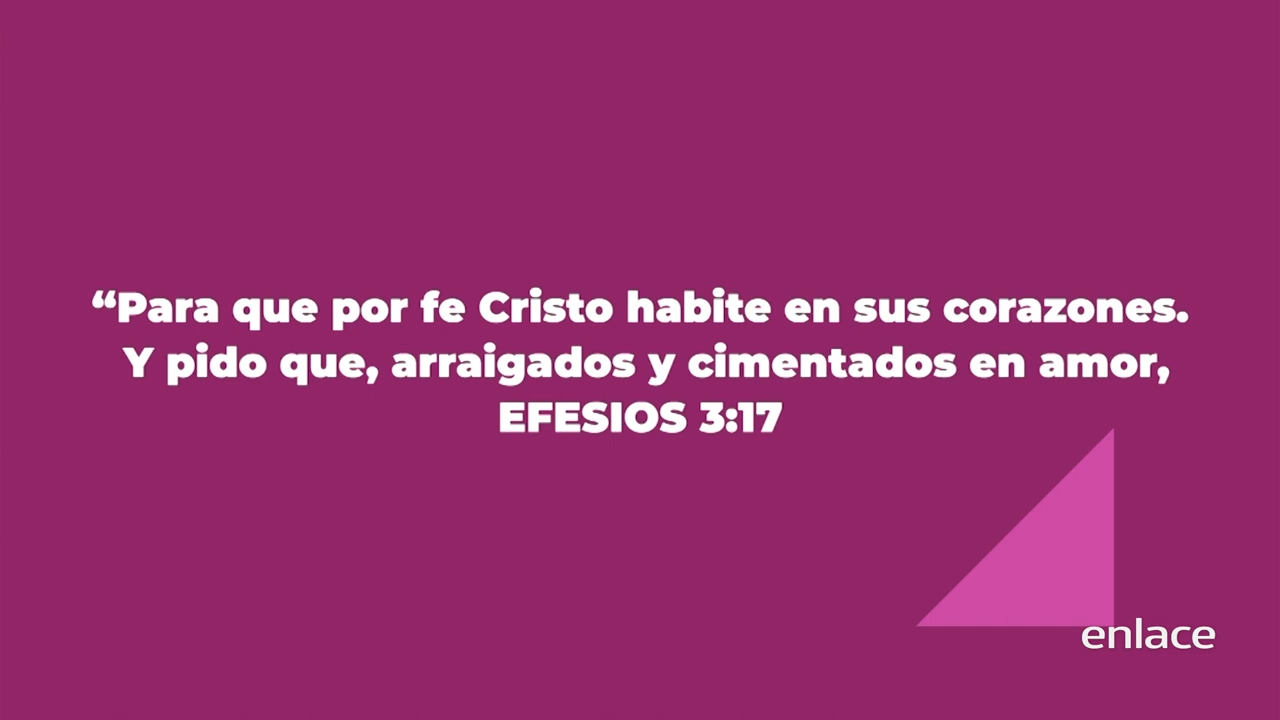 “Para que por fe Cristo habite en sus corazones.
Y pido que, arraigados y cimentados en amor,
EFESIOS 3:17
enlace